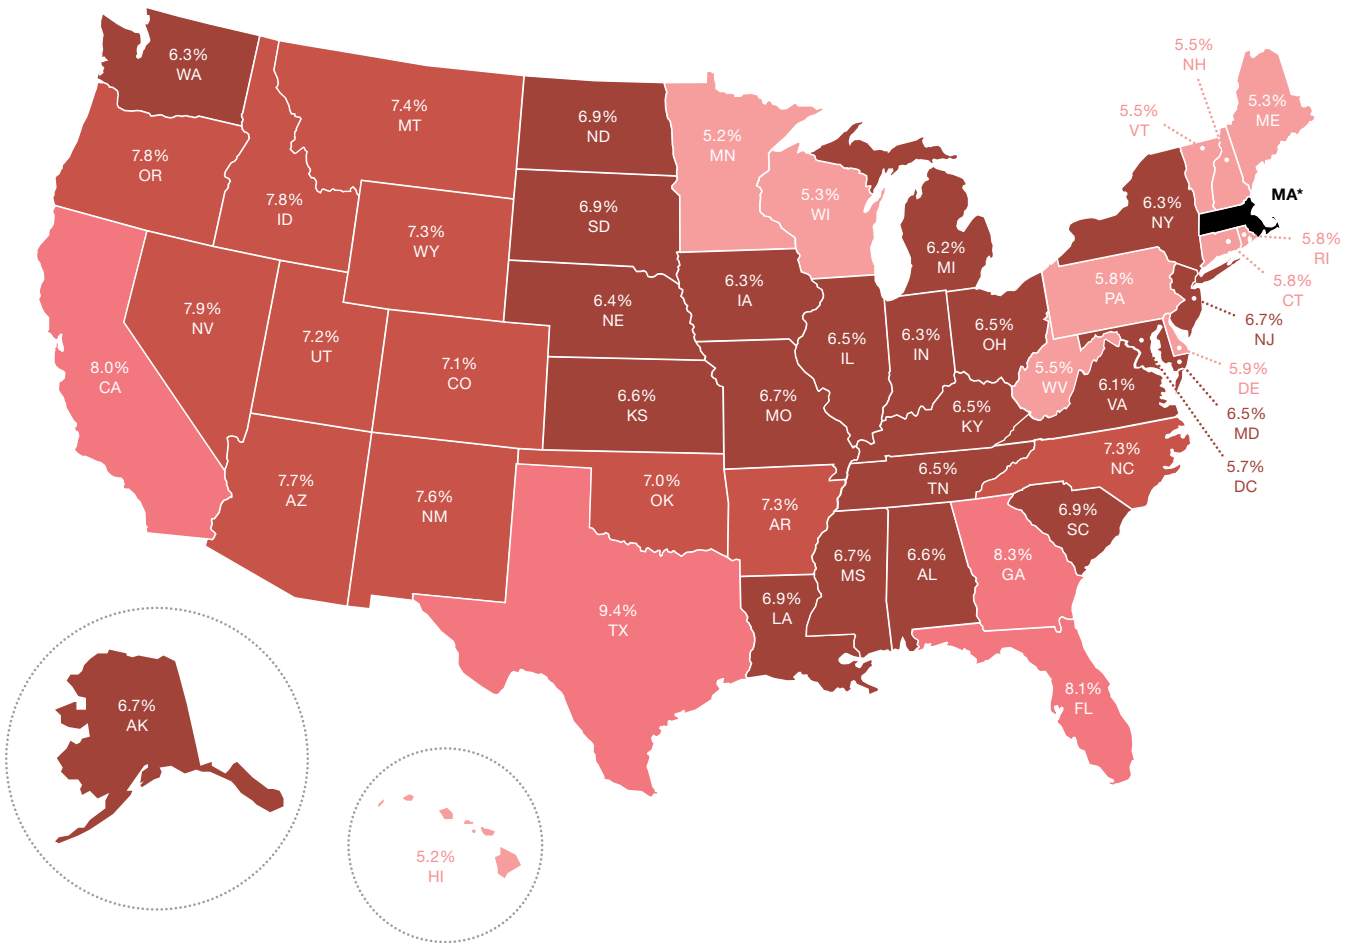 6.3%
WA
7.8%
OR
8.0%
CA
7.9%
NV
7.8%
ID
7.4%
MT
7.3%
WY
7.2%
UT
7.1%
CO
7.7%
AZ
7.6%
NM
6.9%
ND
6.9%
SD
6.4%
NE
6.6%
KS
7.0%
OK
9.4%
TX
5.2%
MN
6.3%
IA
6.7%
MO
7.3%
AR
6.9%
LA
5.3%
WI
6.5%
IL
6.2%
MI
6.3%
IN
6.5%
OH
6.5%
KY
6.5%
TN
6.7%
MS
6.6%
AL
8.3%
GA
8.1%
FL
6.9%
SC
7.3%
NC
6.1%
VA
5.5%
WV
5.8%
PA
6.3%
NY
5.5%
VT
5.5%
NH
5.3%
ME
MA*
5.8%
RI
5.8%
CT
6.7%
NJ
5.9%
DE
6.5%
MD
5.7%
DC
6.7%
AK
5.2%
HI